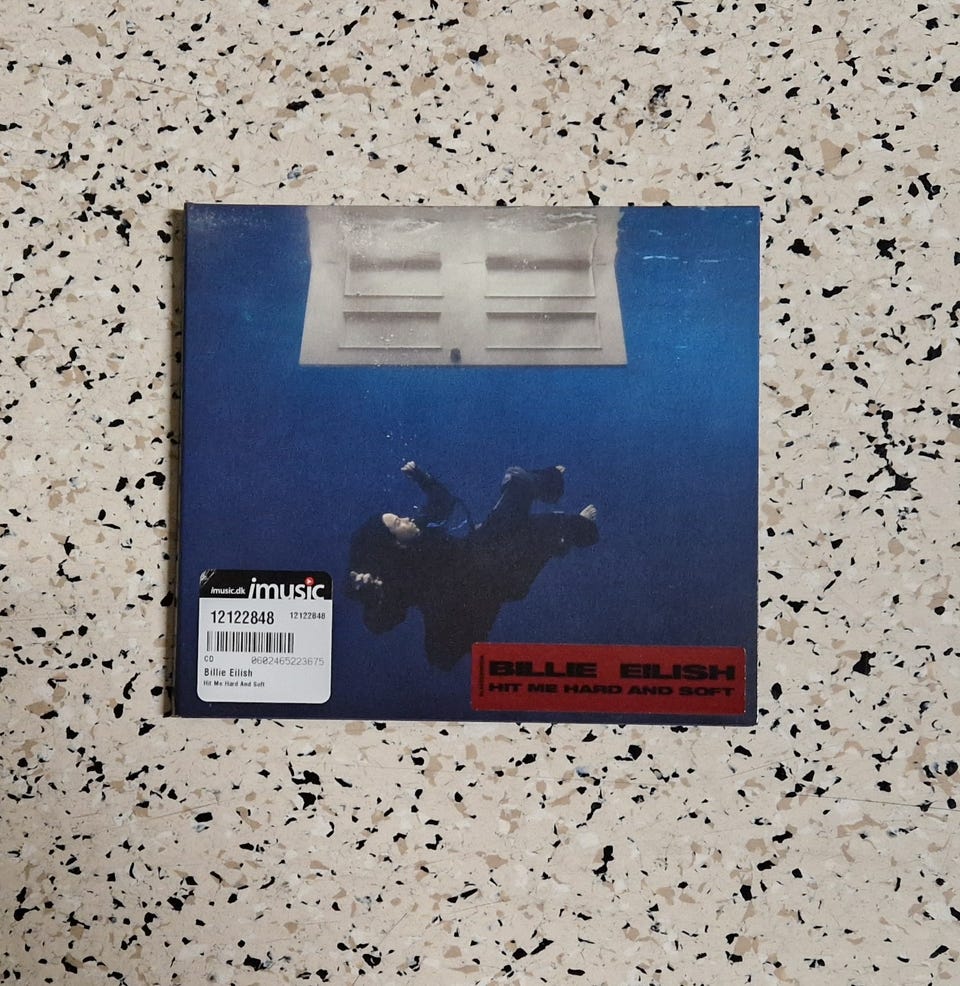 imusic.dk imusic
12122848 12122848
CD 0602465223675
Billie Eilish
Hit Me Hard And Soft
BILLIE EILISH
HIT ME HARD AND SOFT